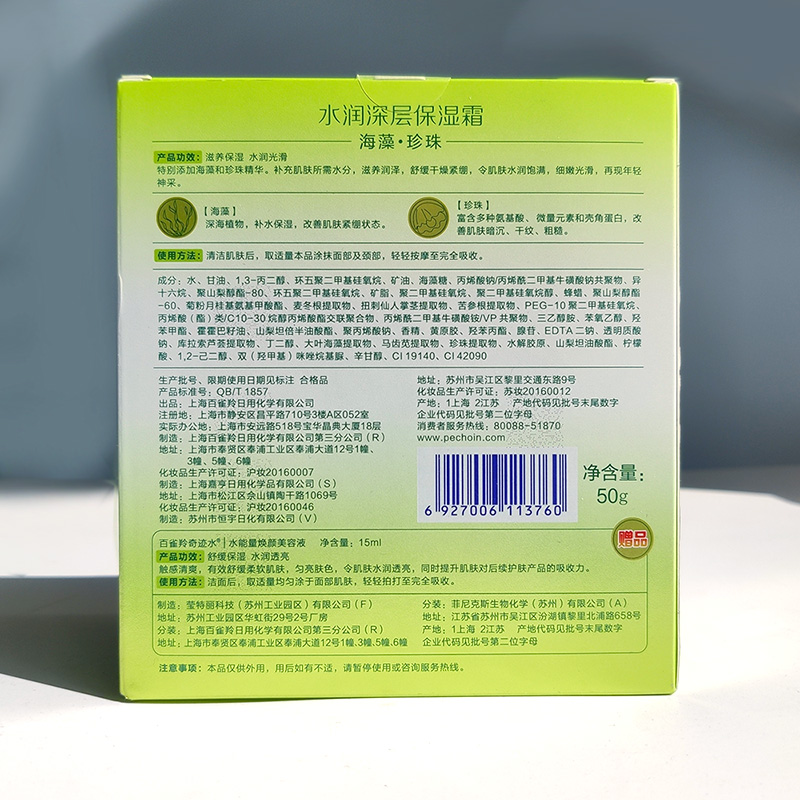 水润深层保湿霜
海藻·珍珠
产品功效: 滋养保湿 水润光滑
特别添加海藻和珍珠精华。补充肌肤所需水分，滋养润泽，舒缓干燥紧绷，令肌肤水润饱满，细嫩光滑，再现年轻
神采。
【海藻】
深海植物，补水保湿，改善肌肤紧绷状态。
【珍珠】
富含多种氨基酸、微量元素和壳角蛋白，改
善肌肤暗沉、干纹、粗糙。
使用方法: 清洁肌肤后，取适量本品涂抹面部及颈部，轻轻按摩至完全吸收。
成分：水、甘油、1,3-丙二醇、环五聚二甲基硅氧烷、矿油、海藻糖、丙烯酸钠/丙烯酰二甲基牛磺酸钠共聚物、异
十六烷、聚山梨醇酯-80、环五聚二甲基硅氧烷、矿脂、聚二甲基硅氧烷、聚二甲基硅氧烷醇、蜂蜡、聚山梨醇酯
-60、萄粉月桂基氨基甲酸酯、麦冬根提取物、扭刺仙人掌茎提取物、苦参根提取物、PEG-10聚二甲基硅氧烷、
丙烯酸（酯）类/C10-30烷醇丙烯酸酯交联聚合物、丙烯酰二甲基牛磺酸铵/VP共聚物、三乙醇胺、苯氧乙醇、羟
苯甲酯、霍霍巴籽油、山梨坦倍半油酸酯、聚丙烯酸钠、香精、黄原胶、羟苯丙酯、腺苷、EDTA二钠、透明质酸
钠、库拉索芦荟提取物、丁二醇、大叶海藻提取物、马齿苋提取物、珍珠提取物、水解胶原、山梨坦油酸酯、柠檬
酸、1,2-己二醇、双（羟甲基）咪唑烷基脲、辛甘醇、CI 19140、CI 42090
生产批号、限期使用日期见标注 合格品
产品标准号：QB/T 1857
出品：上海百雀羚日用化学有限公司
注册地：上海市静安区昌平路710号3楼A区052室
实际办公地：上海市安远路518号宝华晶典大厦18层
制造：上海百雀羚日用化学有限公司第三分公司（R）
地址：上海市奉贤区奉浦工业区奉浦大道12号1幢、
3幢、5幢、6幢
化妆品生产许可证：沪妆20160007
制造：上海嘉亨日用化学品有限公司（S）
地址：上海市松江区佘山镇陶干路1069号
化妆品生产许可证：沪妆20160046
制造：苏州市恒宇日化有限公司（V）
地址：苏州市吴江区黎里交通东路9号
化妆品生产许可证：苏妆20160012
产地：1上海 2江苏 产地代码见批号末尾数字
企业代码见批号第二位字母
消费者服务热线：80088-51870
www.pechoin.com
6 927006 113760
净含量:
50g
赠品
百雀羚奇迹水®|水能量焕颜美容液 净含量：15ml
产品功效: 舒缓保湿 水润透亮
触感清爽，有效舒缓柔软肌肤，匀亮肤色，令肌肤水润透亮，同时提升肌肤对后续护肤产品的吸收力。
使用方法: 洁面后，取适量均匀涂于面部肌肤，轻轻拍打至完全吸收。
制造：莹特丽科技（苏州工业园区）有限公司（F）
地址：苏州工业园区华虹街29号2号厂房
分装：上海百雀羚日用化学有限公司第三分公司（R）
地址：上海市奉贤区奉浦工业区奉浦大道12号1幢、3幢、5幢、6幢
分装：菲尼克斯生物化学（苏州）有限公司（A）
地址：江苏省苏州市吴江区汾湖镇黎里北浦路658号
产地：1上海 2江苏 产地代码见批号末尾数字
企业代码见批号第二位字母
注意事项：本品仅供外用，用后如有不适，请暂停使用或咨询服务热线。